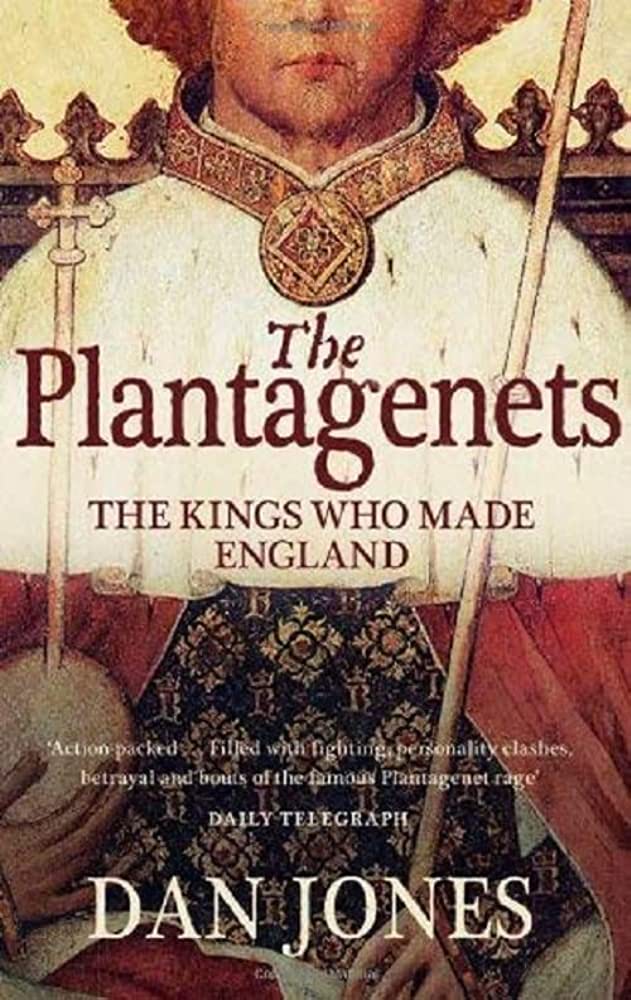 The
Plantagenets
THE KINGS WHO MADE
ENGLAND
'Action-packed ... Filled with fighting, personality clashes,
betrayal and bouts of the famous Plantagenet rage'
DAILY TELEGRAPH
DAN JONES